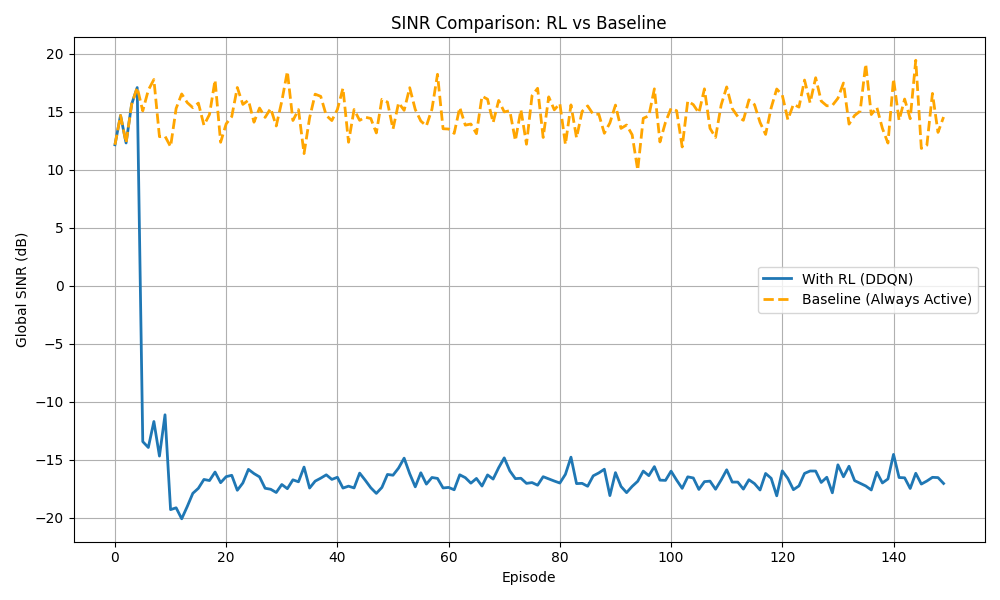 SINR Comparison: RL vs Baseline
20
15
10
5
0
−5
−10
−15
−20
Global SINR (dB)
With RL (DDQN)
Baseline (Always Active)
0 20 40 60 80 100 120 140
Episode